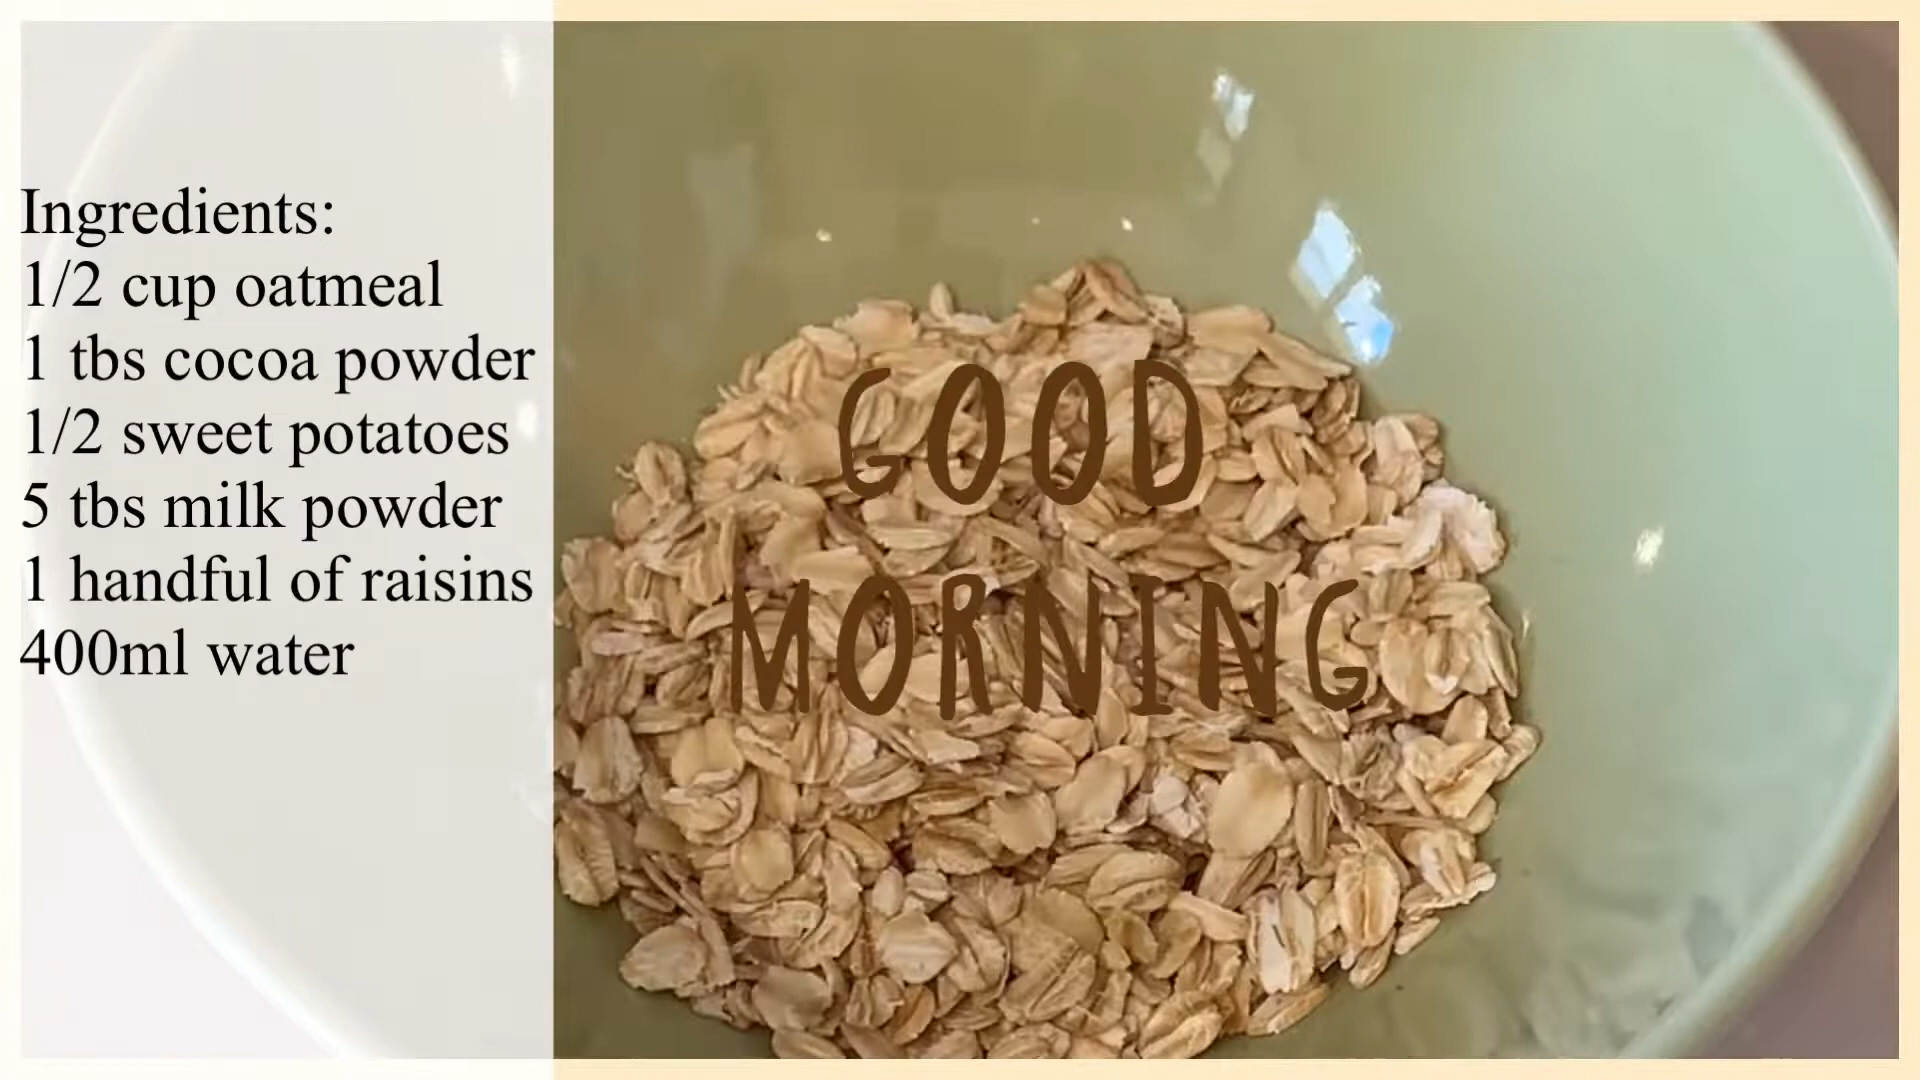 Ingredients:
1/2 cup oatmeal
1 tbs cocoa powder
1/2 sweet potatoes
5 tbs milk powder
1 handful of raisins
400ml water
GOOD
MORNING